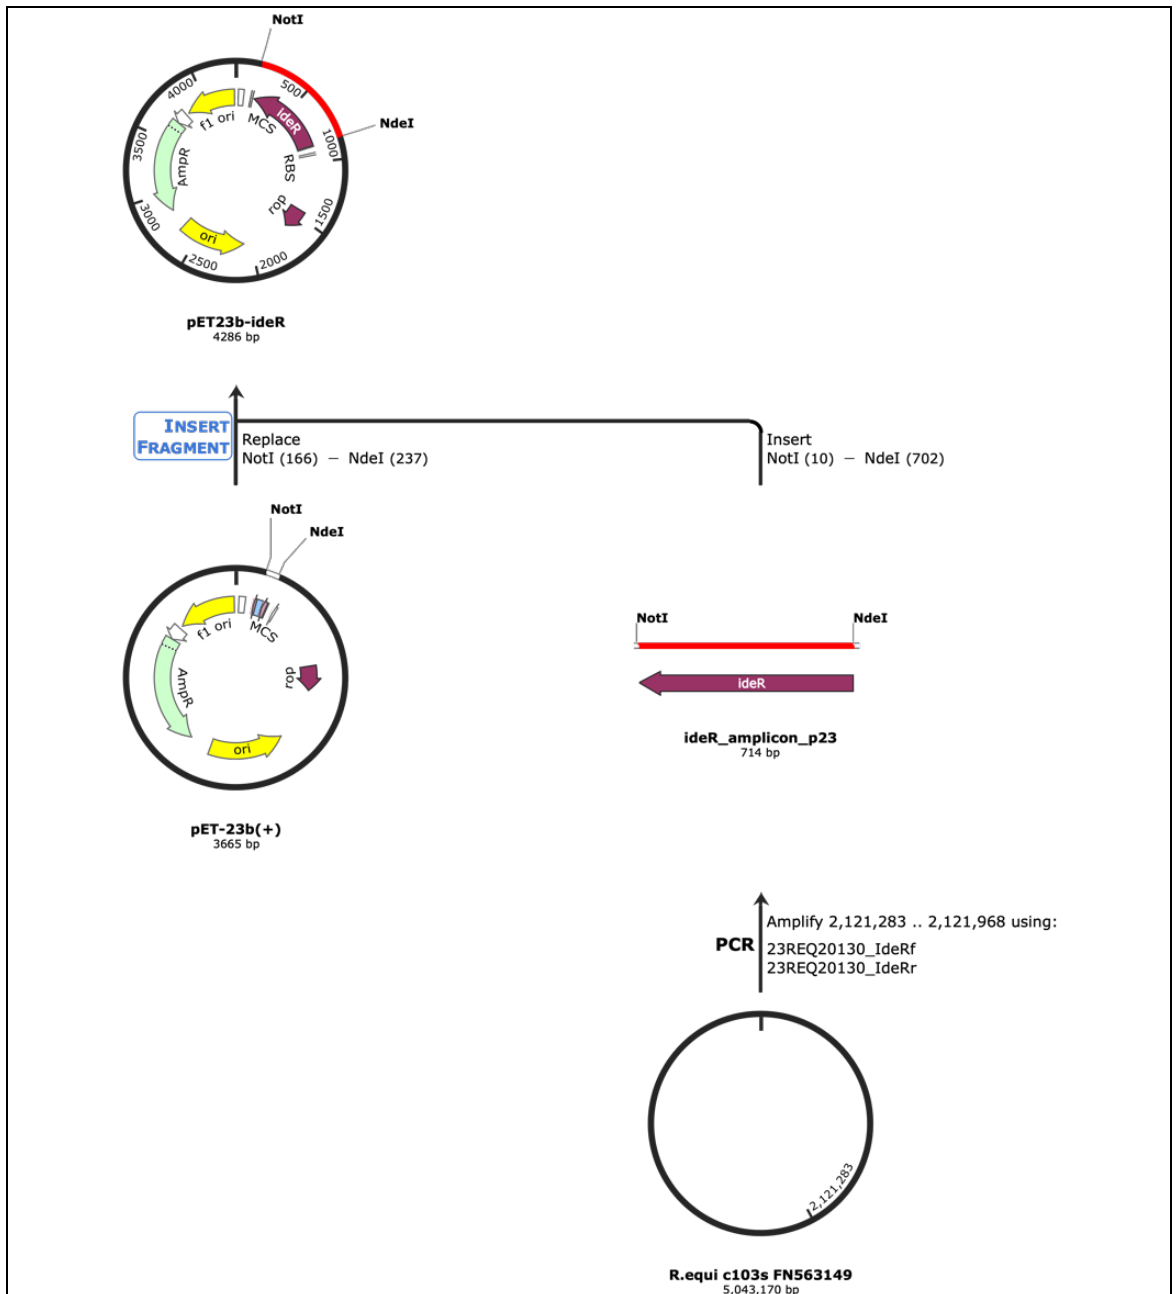 NotI
NdeI
4000
500
1000
3500
3000
1500
2500
2000
f1 ori
MCS
ideR
RBS
AmpR
rop
ori
pET23b-ideR
4286 bp
INSERT
FRAGMENT
Replace
NotI (166) – NdeI (237)
Insert
NotI (10) – NdeI (702)
NotI
NdeI
f1 ori
MCS
AmpR
rop
ori
pET-23b(+)
3665 bp
NotI
NdeI
ideR
ideR_amplicon_p23
714 bp
PCR
Amplify 2,121,283 .. 2,121,968 using:
23REQ20130_IdeRf
23REQ20130_IdeRr
2,121,283
R.equi c103s FN563149
5,043,170 bp